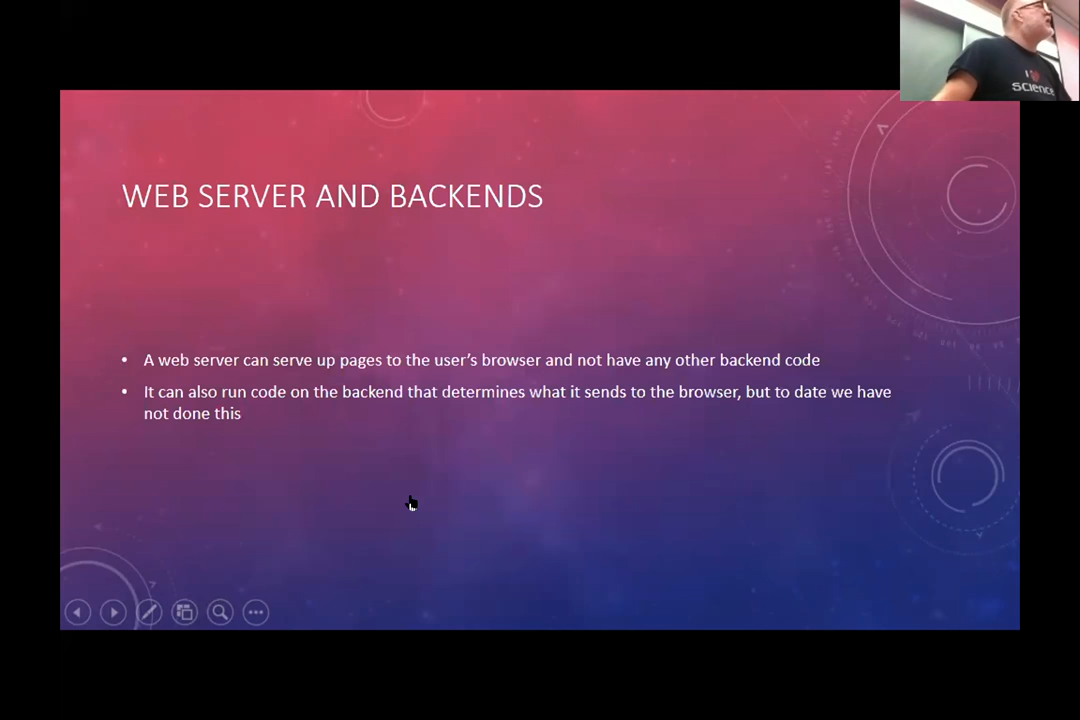 I
science
WEB SERVER AND BACKENDS
• A web server can serve up pages to the user's browser and not have any other backend code
• It can also run code on the backend that determines what it sends to the browser, but to date we have
not done this